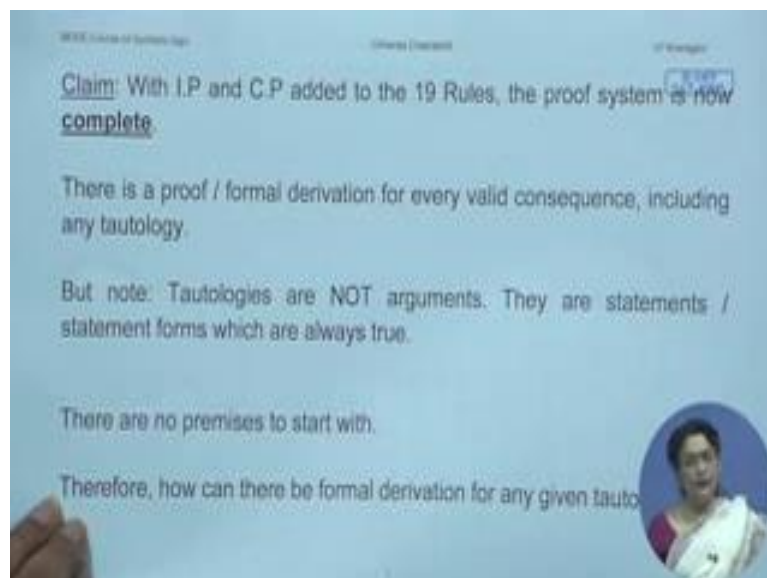 Claim: With I.P and C.P added to the 19 Rules, the proof system is now
complete.
There is a proof / formal derivation for every valid consequence, including
any tautology.
But note: Tautologies are NOT arguments. They are statements /
statement forms which are always true.
There are no premises to start with.
Therefore, how can there be formal derivation for any given tauto